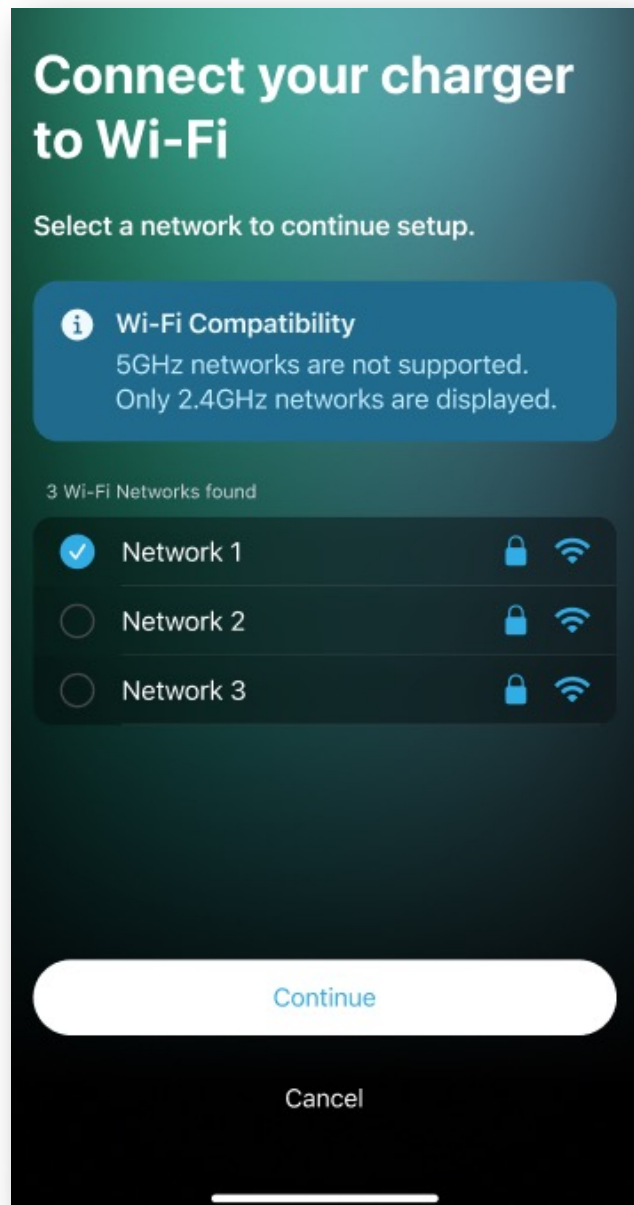 Connect your charger
to Wi-Fi
Select a network to continue setup.
Wi-Fi Compatibility
5GHz networks are not supported.
Only 2.4GHz networks are displayed.
3 Wi-Fi Networks found
Network 1
Network 2
Network 3
Continue
Cancel